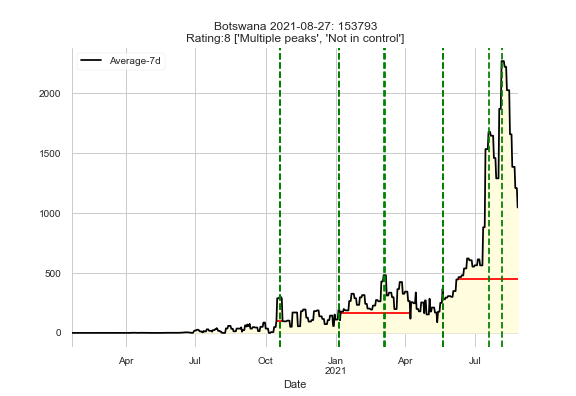 Botswana 2021-08-27: 153793
Rating:8 ['Multiple peaks', 'Not in control']
Average-7d
2000
1500
1000
500
0
Apr
Jul
Oct
Jan
2021
Apr
Jul
Date